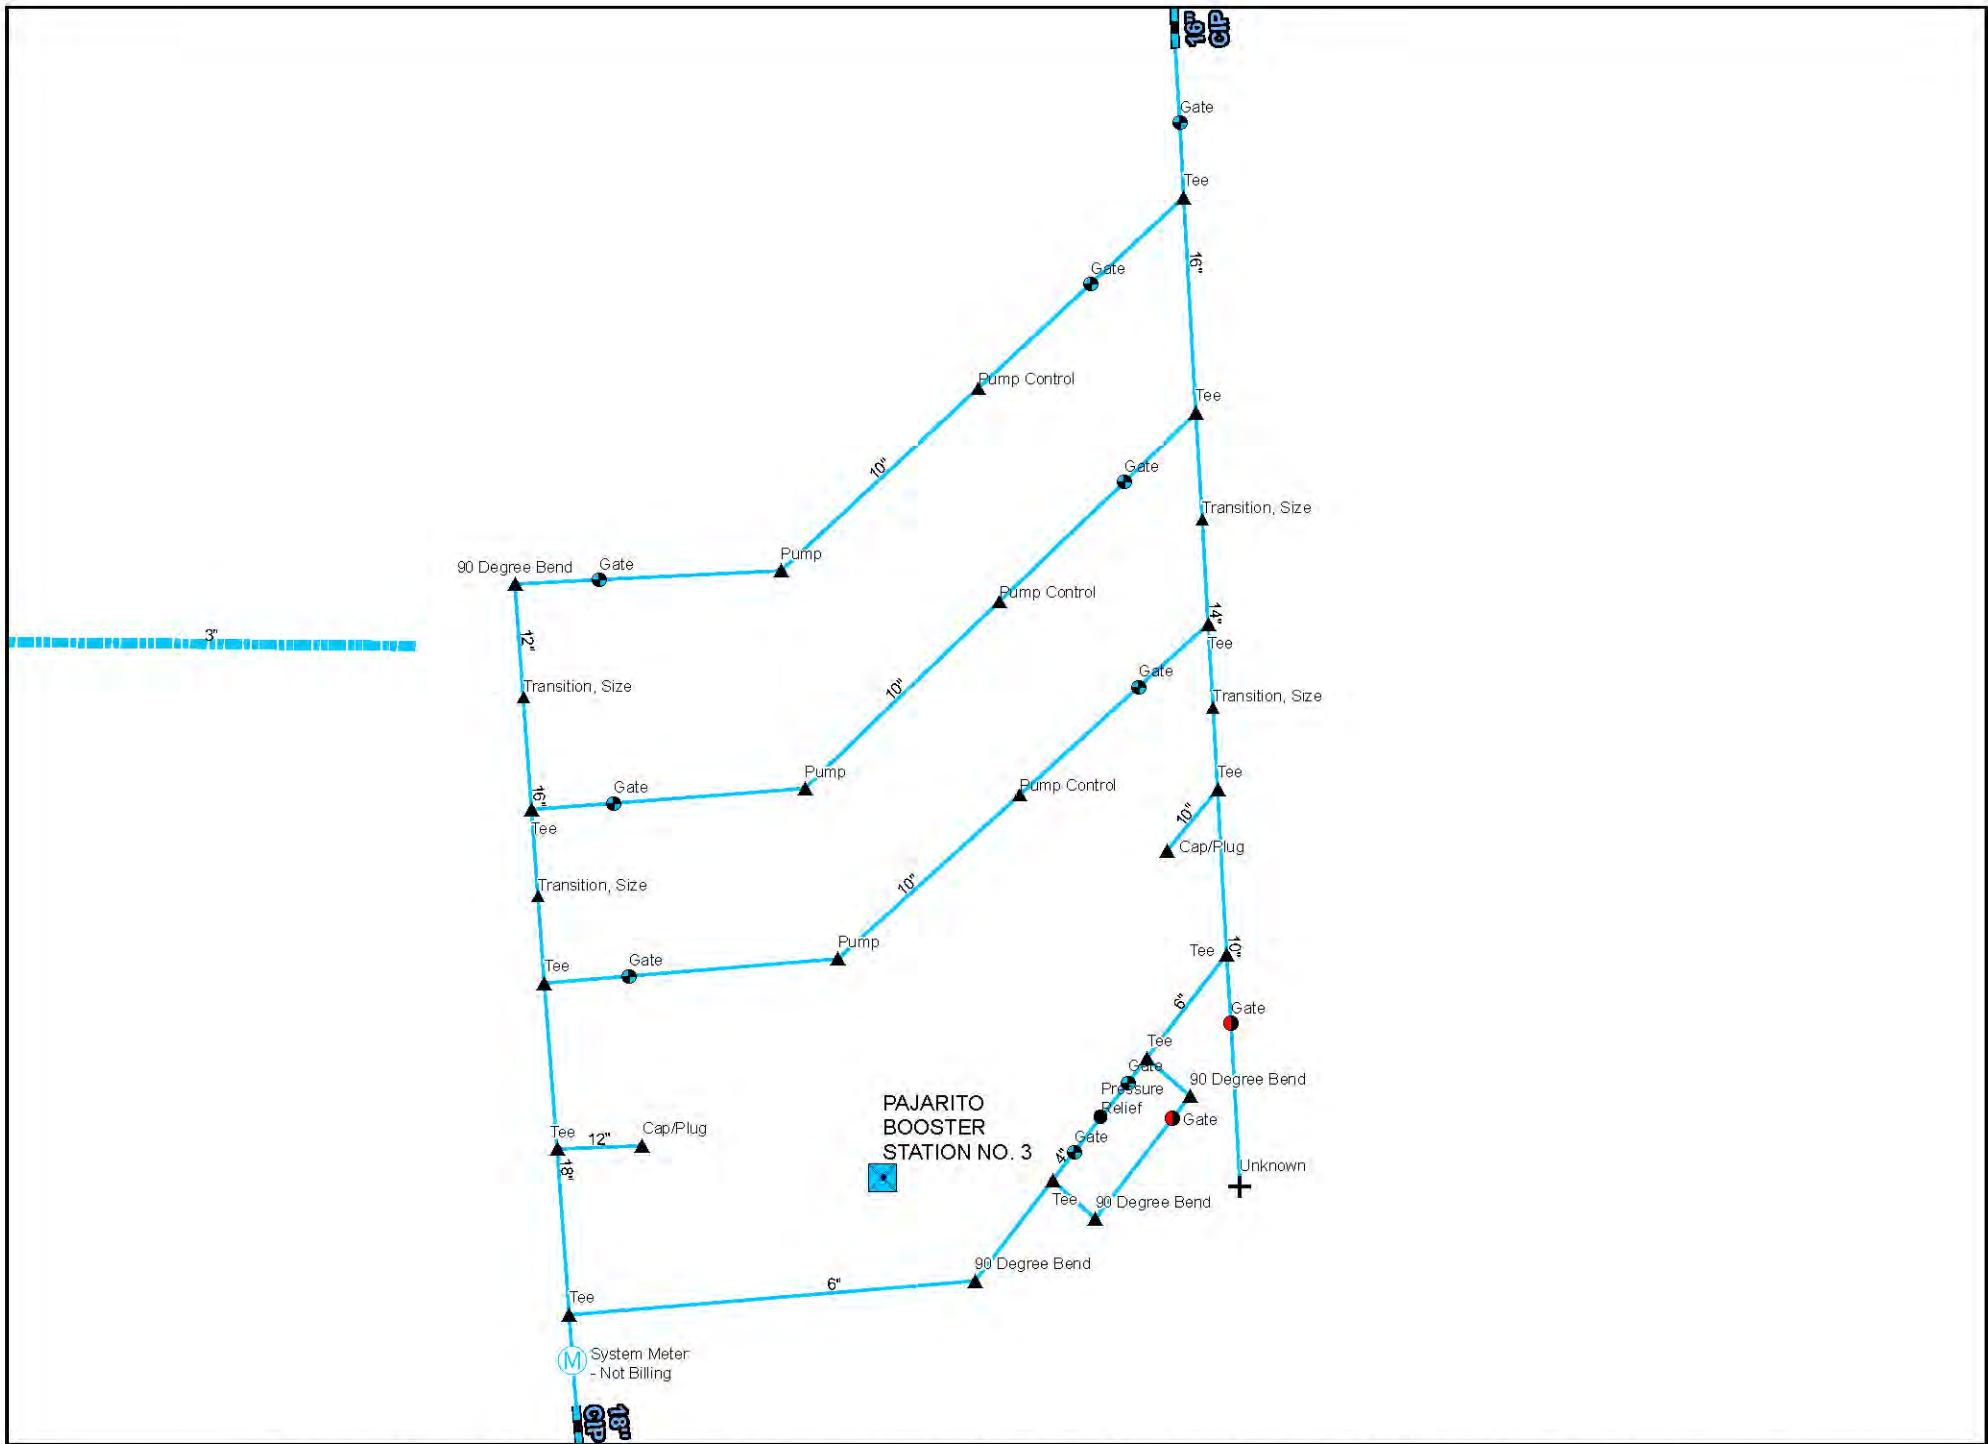 16"
CIP
Gate
Tee
16"
Gate
Pump Control
Tee
10"
Gate
Transition, Size
Pump
90 Degree Bend
Gate
Pump Control
14"
Tee
12"
3"
Gate
Transition, Size
10"
Transition, Size
Pump
Tee
Gate
Pump Control
16"
Tee
10"
Cap/Plug
Transition, Size
10"
Pump
Tee
10"
Gate
Tee
6"
Gate
Tee
Gate
90 Degree Bend
Pressure
Relief
Gate
PAJARITO
BOOSTER
STATION NO. 3
Cap/Plug
Tee
12"
Gate
4"
18"
Unknown
Tee
90 Degree Bend
90 Degree Bend
6"
Tee
System Meter
- Not Billing
18"
CIP